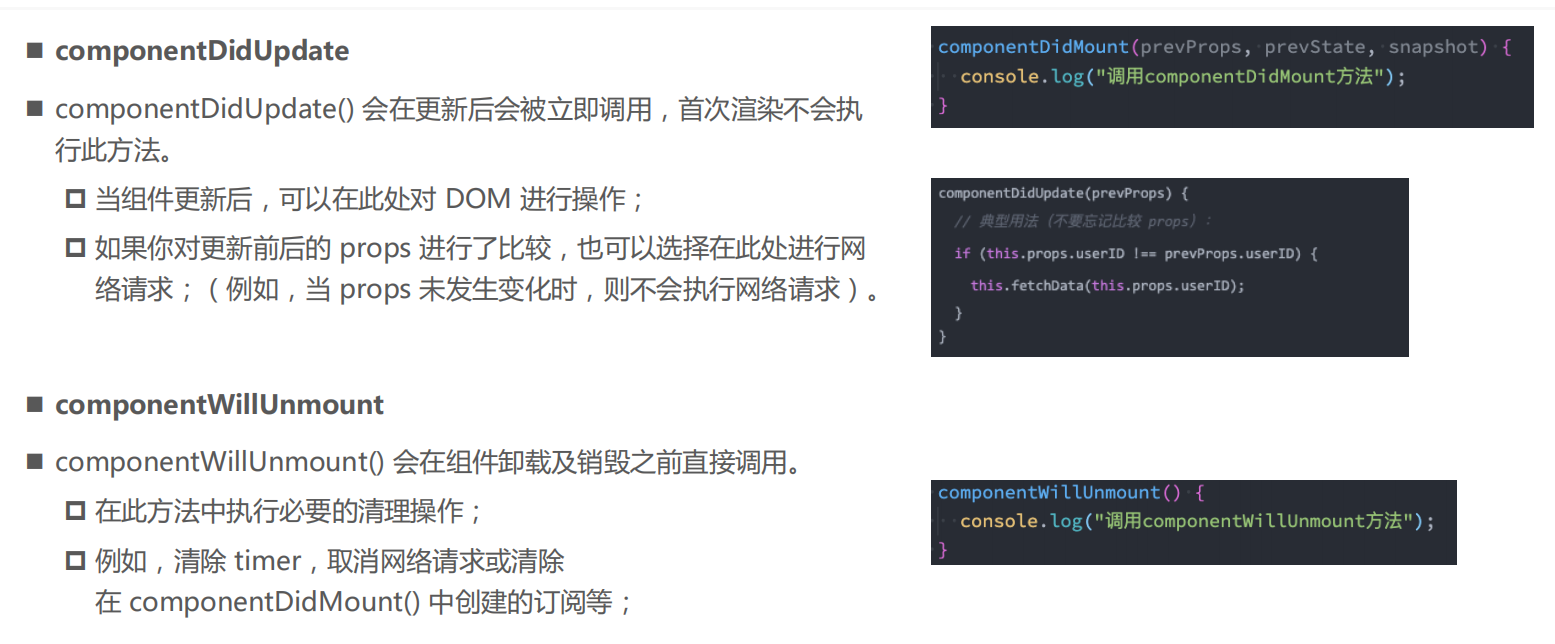 componentDidUpdate
componentDidUpdate() 会在更新后会被立即调用，首次渲染不会执
行此方法。
当组件更新后，可以在此处对 DOM 进行操作；
如果你对更新前后的 props 进行了比较，也可以选择在此处进行网
络请求；（例如，当 props 未发生变化时，则不会执行网络请求）。
componentWillUnmount
componentWillUnmount() 会在组件卸载及销毁之前直接调用。
在此方法中执行必要的清理操作；
例如，清除 timer，取消网络请求或清除
在 componentDidMount() 中创建的订阅等；
componentDidMount(prevProps, prevState, snapshot) {
console.log("调用componentDidMount方法");
}
componentDidUpdate(prevProps) {
// 典型用法（不要忘记比较 props）：
if (this.props.userID !== prevProps.userID) {
this.fetchData(this.props.userID);
}
}
componentWillUnmount() {
console.log("调用componentWillUnmount方法");
}